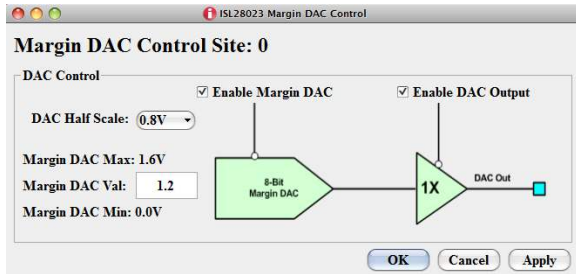 ISL28023 Margin DAC Control
Margin DAC Control Site: 0
DAC Control
Enable Margin DAC
Enable DAC Output
DAC Half Scale: 0.8V
Margin DAC Max: 1.6V
Margin DAC Val: 1.2
Margin DAC Min: 0.0V
8-Bit
Margin DAC
1X
DAC Out
OK Cancel Apply